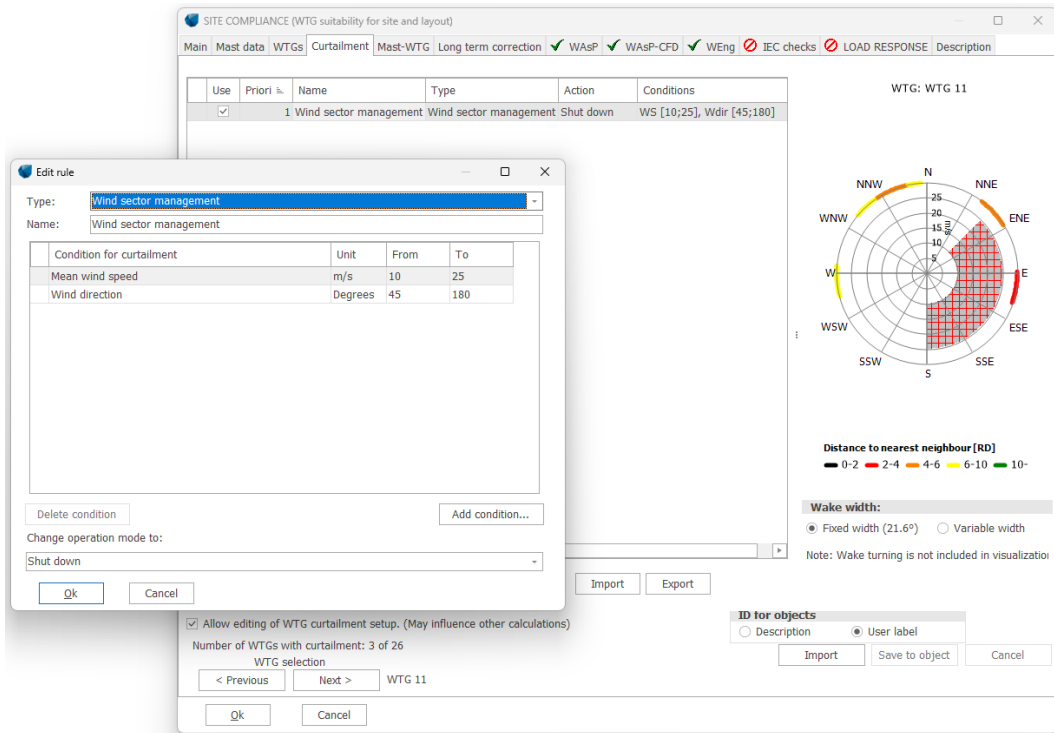 SITE COMPLIANCE (WTG suitability for site and layout)
Main Mast data WTGs Curtailment Mast-WTG Long term correction WAsP WAsP-CFD WEng IEC checks LOAD RESPONSE Description
Use Priori Name Type Action Conditions
1 Wind sector management Wind sector management Shut down WS [10;25], Wdir [45;180]
WTG: WTG 11
Edit rule
Type: Wind sector management
Name: Wind sector management
Condition for curtailment Unit From To
Mean wind speed m/s 10 25
Wind direction Degrees 45 180
Delete condition Add condition...
Change operation mode to:
Shut down
Ok Cancel
N
NNW NNE
WNW ENE
W E
WSW ESE
SSW SSE
S
25
20
15
10
5
m/s
Distance to nearest neighbour [RD]
0-2 2-4 4-6 6-10 10-
Wake width:
Fixed width (21.6º) Variable width
Note: Wake turning is not included in visualizatio
Import Export
Allow editing of WTG curtailment setup. (May influence other calculations)
Number of WTGs with curtailment: 3 of 26
WTG selection
< Previous Next > WTG 11
ID for objects
Description User label
Import Save to object Cancel
Ok Cancel